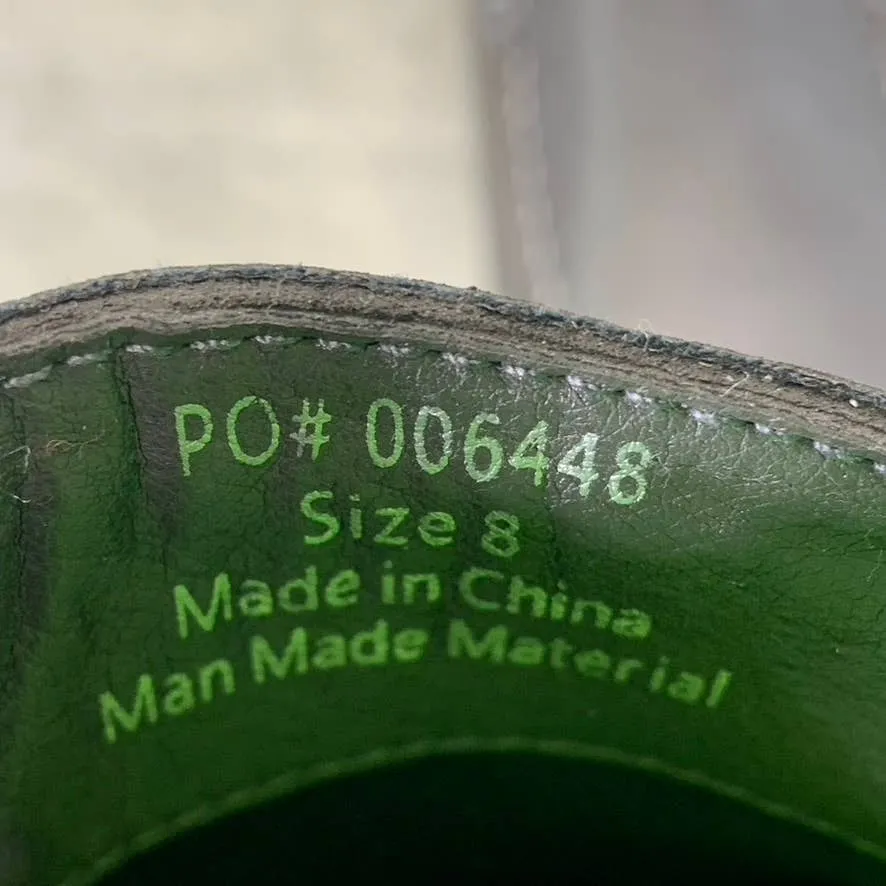 PO# 006448
Size 8
Made in China
Man Made Material